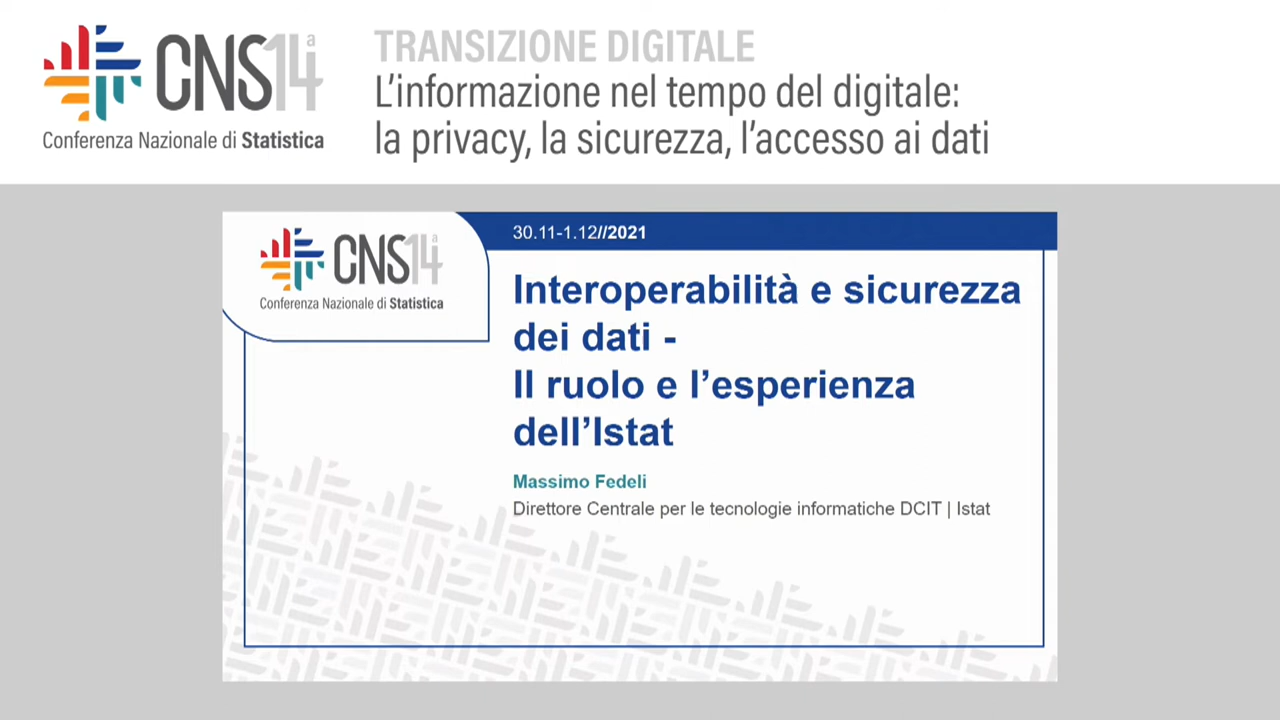 CNS14a
Conferenza Nazionale di Statistica
TRANSIZIONE DIGITALE
L'informazione nel tempo del digitale:
la privacy, la sicurezza, l'accesso ai dati
CNS14a
Conferenza Nazionale di Statistica
30.11-1.12//2021
Interoperabilità e sicurezza
dei dati -
Il ruolo e l'esperienza
dell'Istat
Massimo Fedeli
Direttore Centrale per le tecnologie informatiche DCIT | Istat